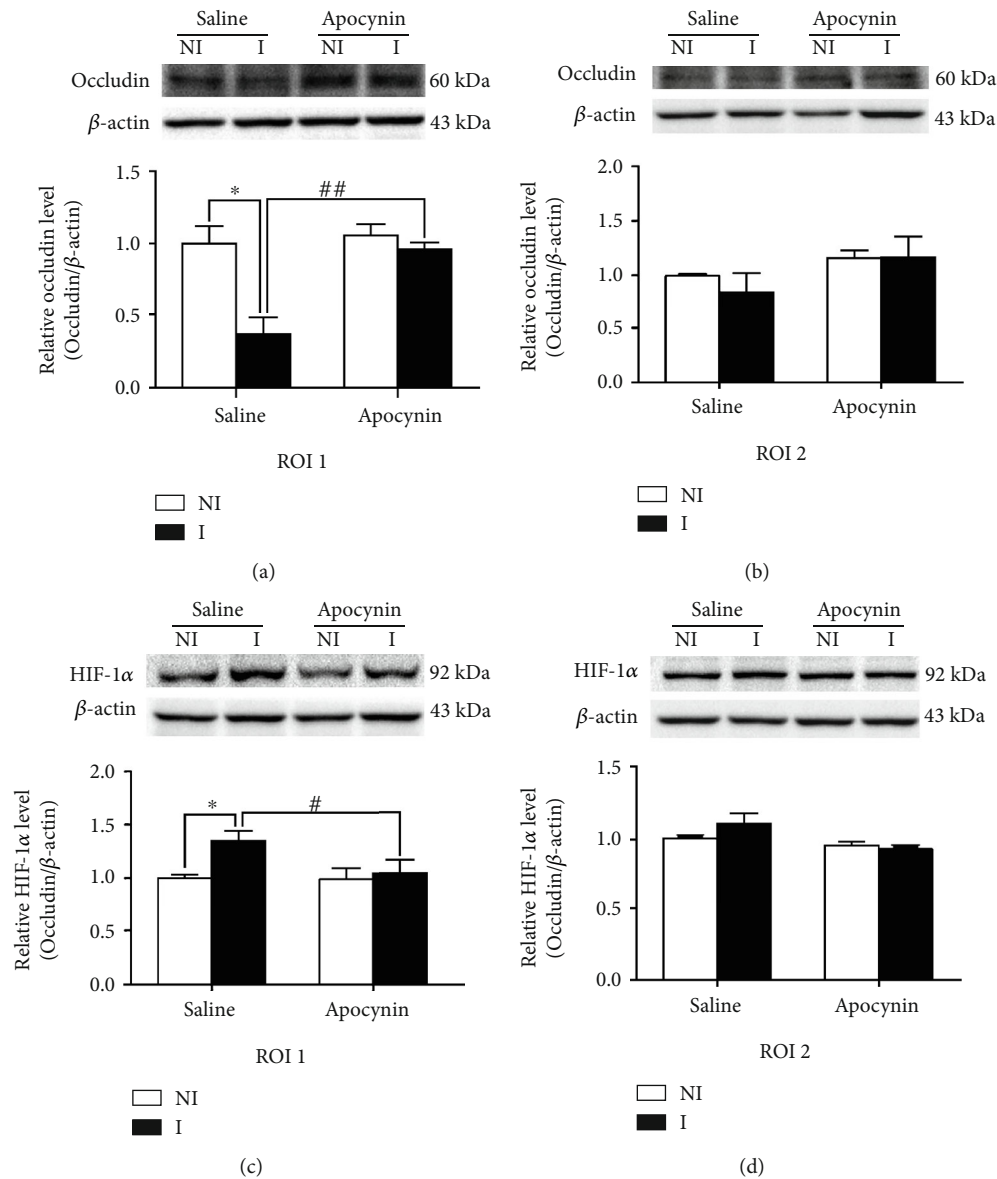 Saline Apocynin
NI I NI I
Occludin 60 kDa
β-actin 43 kDa
Relative occludin level
(Occludin/β-actin)
1.5
1.0
0.5
0.0
* ##
Saline Apocynin
ROI 1
NI
I
(a)
Saline Apocynin
NI I NI I
Occludin 60 kDa
β-actin 43 kDa
Relative occludin level
(Occludin/β-actin)
2.0
1.5
1.0
0.5
0.0
Saline Apocynin
ROI 2
NI
I
(b)
Saline Apocynin
NI I NI I
HIF-1α 92 kDa
β-actin 43 kDa
Relative HIF-1α level
(Occludin/β-actin)
2.0
1.5
1.0
0.5
0.0
* #
Saline Apocynin
ROI 1
NI
I
(c)
Saline Apocynin
NI I NI I
HIF-1α 92 kDa
β-actin 43 kDa
Relative HIF-1α level
(Occludin/β-actin)
1.5
1.0
0.5
0.0
Saline Apocynin
ROI 2
NI
I
(d)